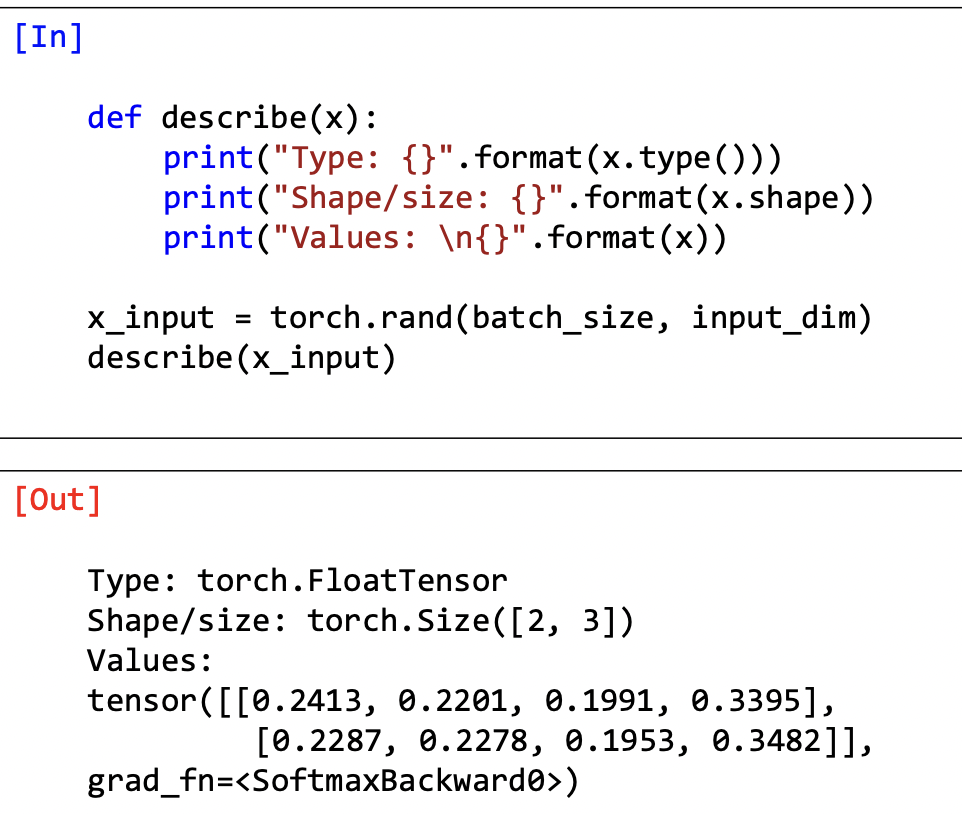 [In]
def describe(x):
print("Type: {}".format(x.type()))
print("Shape/size: {}".format(x.shape))
print("Values: \n{}".format(x))
x_input = torch.rand(batch_size, input_dim)
describe(x_input)
[Out]
Type: torch.FloatTensor
Shape/size: torch.Size([2, 3])
Values:
tensor([[0.2413, 0.2201, 0.1991, 0.3395],
[0.2287, 0.2278, 0.1953, 0.3482]],
grad_fn=<SoftmaxBackward0>)